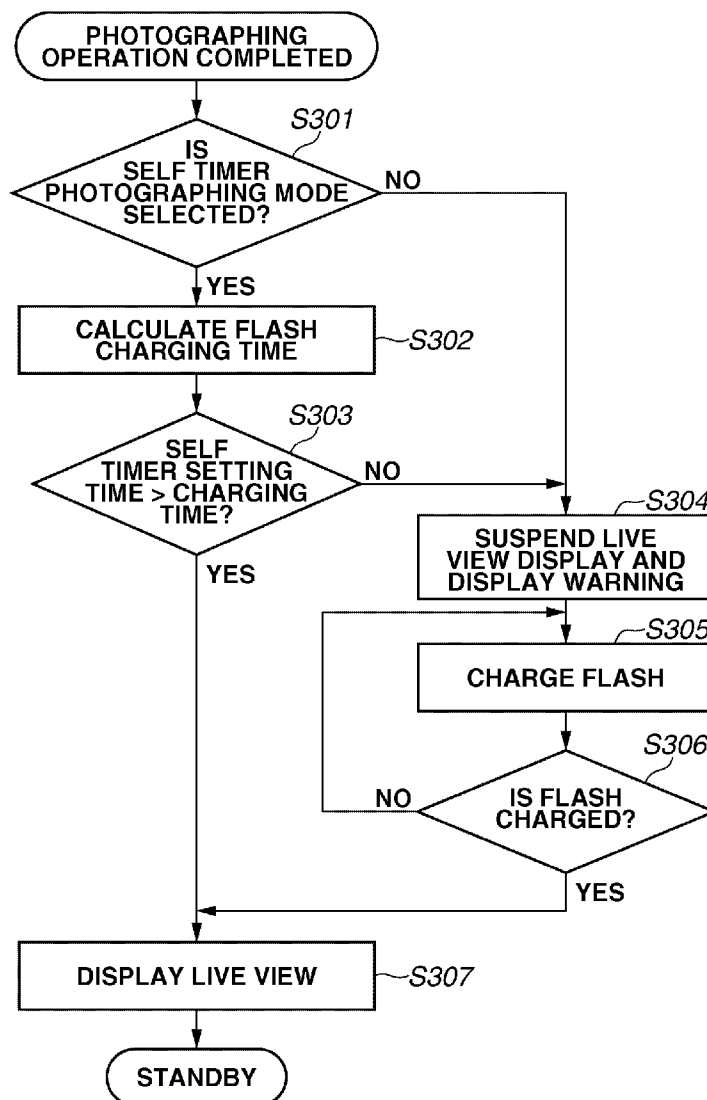 PHOTOGRAPHING
OPERATION COMPLETED
S301
IS
SELF TIMER
PHOTOGRAPHING MODE
SELECTED?
NO
YES
CALCULATE FLASH
CHARGING TIME
S302
S303
SELF
TIMER SETTING
TIME > CHARGING
TIME?
NO
YES
S304
SUSPEND LIVE
VIEW DISPLAY AND
DISPLAY WARNING
S305
CHARGE FLASH
S306
IS FLASH
CHARGED?
NO
YES
DISPLAY LIVE VIEW
S307
STANDBY